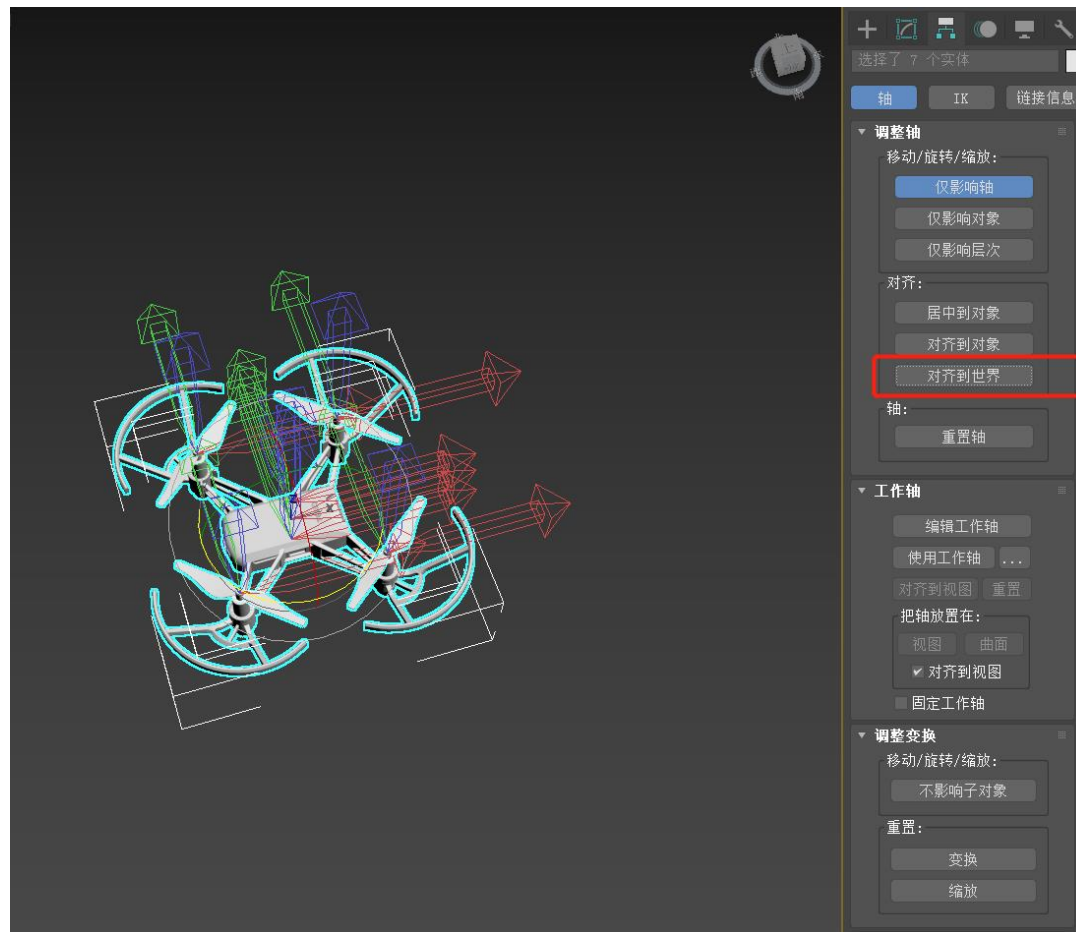 选择了 7 个实体
轴 IK 链接信息
调整轴
移动/旋转/缩放:
仅影响轴
仅影响对象
仅影响层次
对齐:
居中到对象
对齐到对象
对齐到世界
轴:
重置轴
工作轴
编辑工作轴
使用工作轴 ...
对齐到视图 重置
把轴放置在:
视图 曲面
对齐到视图
固定工作轴
调整变换
移动/旋转/缩放:
不影响子对象
重置:
变换
缩放
上
南